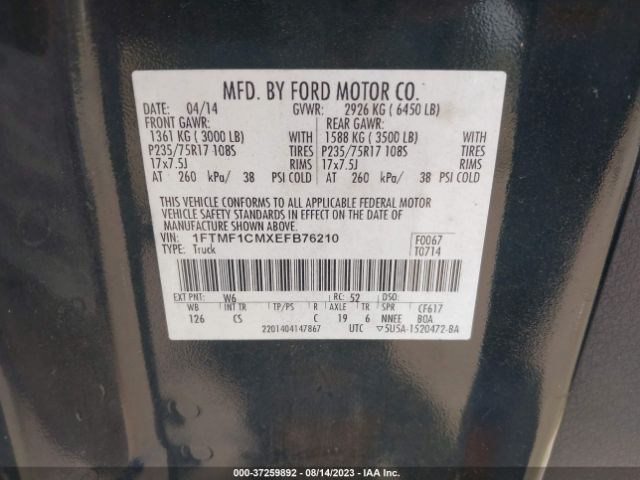 MFD. BY FORD MOTOR CO.
DATE: 04/14 GVWR: 2926 KG ( 6450 LB)
FRONT GAWR: REAR GAWR:
1361 KG ( 3000 LB) WITH 1588 KG ( 3500 LB) WITH
P235/75R17 108S TIRES P235/75R17 108S TIRES
17x7.5J RIMS 17x7.5J RIMS
AT 260 kPa/ 38 PSI COLD AT 260 kPa/ 38 PSI COLD
THIS VEHICLE CONFORMS TO ALL APPLICABLE FEDERAL MOTOR
VEHICLE SAFETY STANDARDS IN EFFECT ON THE DATE OF
MANUFACTURE SHOWN ABOVE.
VIN: 1FTMF1CMXEFB76210 F0067
TYPE: Truck T0714
EXT PNT: W6 RC: 52 DSO:
WB INT TR TP/PS R AXLE TR SPR CF617
126 CS C 19 6 NNEE BOA
2201404147867 UTC ▽5U5A-1520472-BA
000-37259892 - 08/14/2023 - IAA Inc.